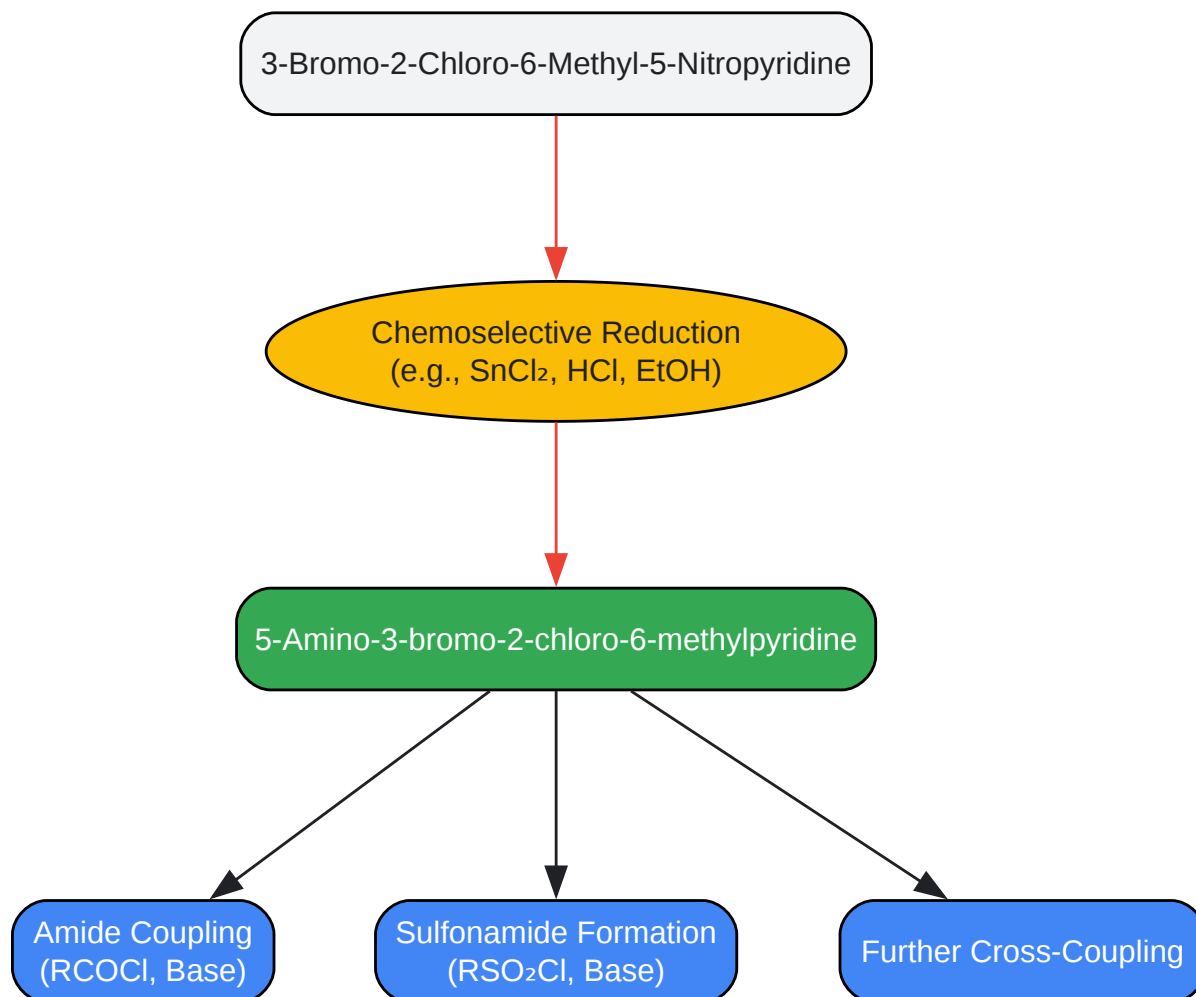 3-Bromo-2-Chloro-6-Methyl-5-Nitropyridine
Chemoselective Reduction
(e.g., SnCl₂, HCl, EtOH)
5-Amino-3-bromo-2-chloro-6-methylpyridine
Amide Coupling
(RCOCl, Base)
Sulfonamide Formation
(RSO₂Cl, Base)
Further Cross-Coupling